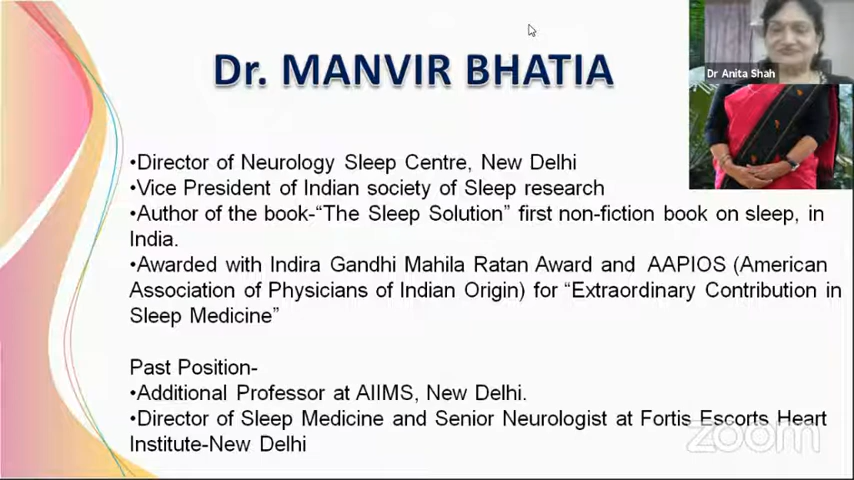 Dr. MANVIR BHATIA
Dr Anita Shah
•Director of Neurology Sleep Centre, New Delhi
•Vice President of Indian society of Sleep research
•Author of the book-“The Sleep Solution” first non-fiction book on sleep, in
India.
•Awarded with Indira Gandhi Mahila Ratan Award and AAPIOS (American
Association of Physicians of Indian Origin) for “Extraordinary Contribution in
Sleep Medicine”
Past Position-
•Additional Professor at AIIMS, New Delhi.
•Director of Sleep Medicine and Senior Neurologist at Fortis Escorts Heart
Institute-New Delhi
zoom